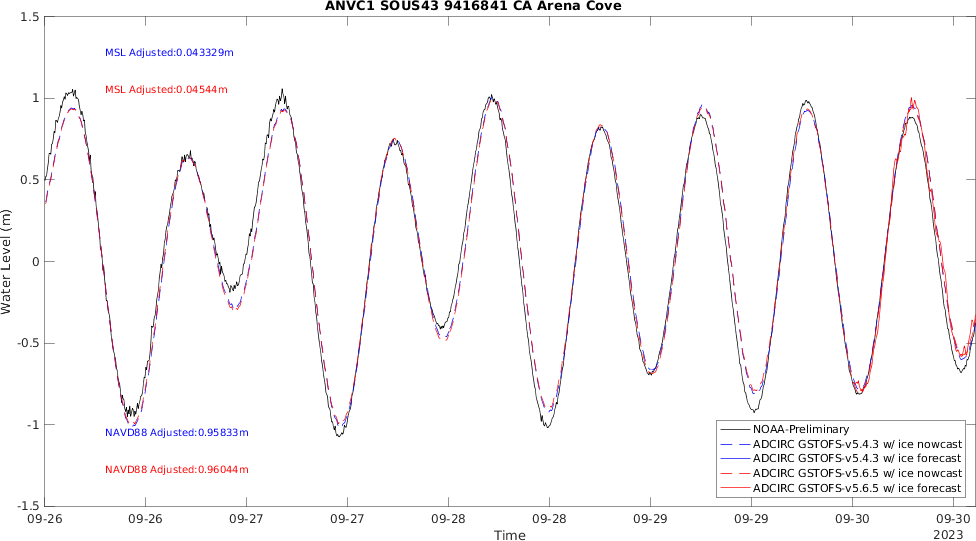 ANVC1 SOUS43 9416841 CA Arena Cove
1.5
MSL Adjusted:0.043329m
MSL Adjusted:0.04544m
1
0.5
0
-0.5
-1
-1.5
Water Level (m)
NAVD88 Adjusted:0.95833m
NAVD88 Adjusted:0.96044m
NOAA-Preliminary
ADCIRC GSTOFS-v5.4.3 w/ ice nowcast
ADCIRC GSTOFS-v5.4.3 w/ ice forecast
ADCIRC GSTOFS-v5.6.5 w/ ice nowcast
ADCIRC GSTOFS-v5.6.5 w/ ice forecast
09-26 09-26 09-27 09-27 09-28 09-28 09-29 09-29 09-30 09-30
Time
2023